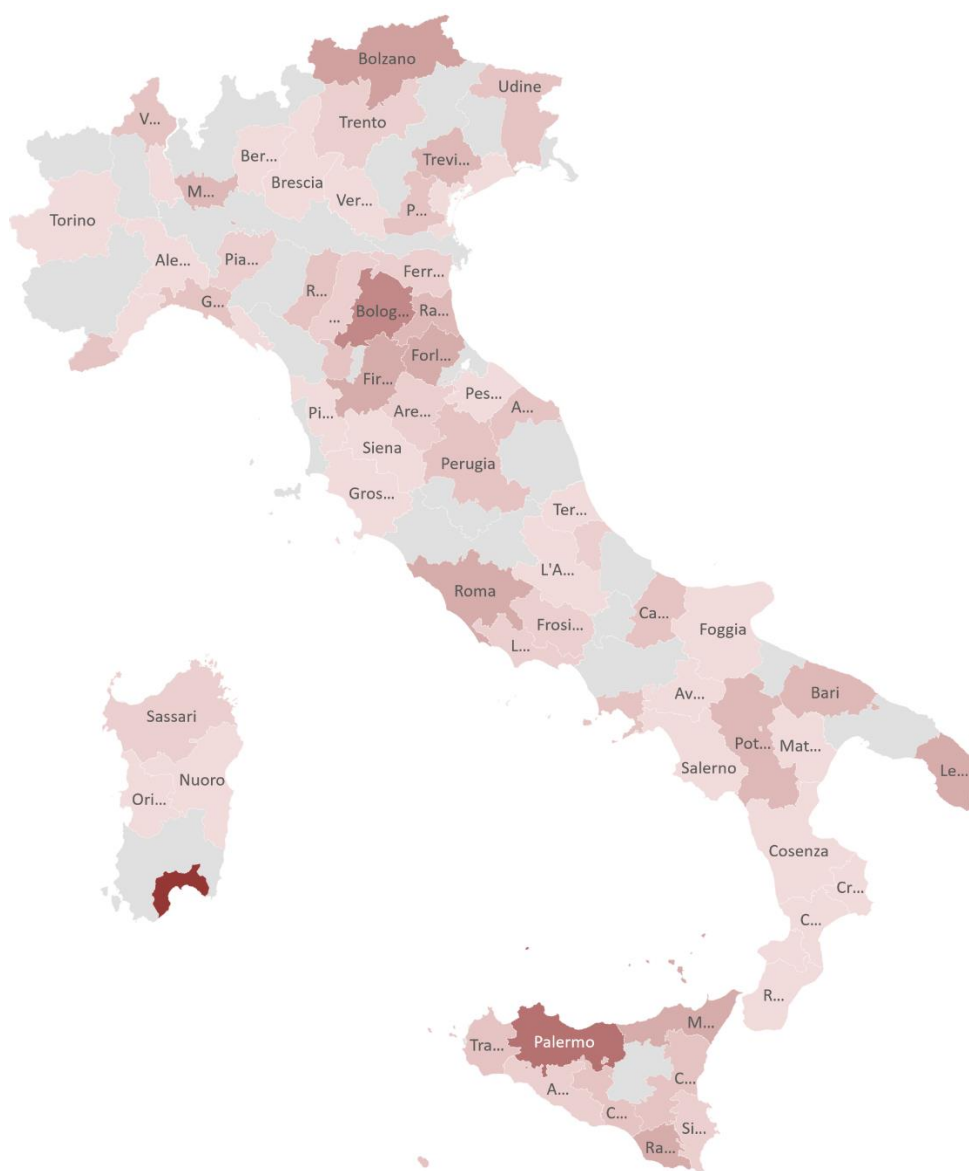 Bolzano
Udine
V...
Trento
Ber...
Trevi...
M...
Brescia
Ver...
P...
Torino
Ale...
Pia...
Ferr...
R...
G...
...
Bolog...
Ra...
Forl...
Fir...
Pes...
Pi...
Are...
A...
Siena
Perugia
Gros...
Ter...
L'A...
Roma
Ca...
Frosi...
Foggia
L...
Bari
Av...
Sassari
Pot...
Mat...
Salerno
Le...
Nuoro
Ori...
Cosenza
Cr...
C...
R...
M...
Palermo
Tra...
C...
A...
C...
Si...
Ra...